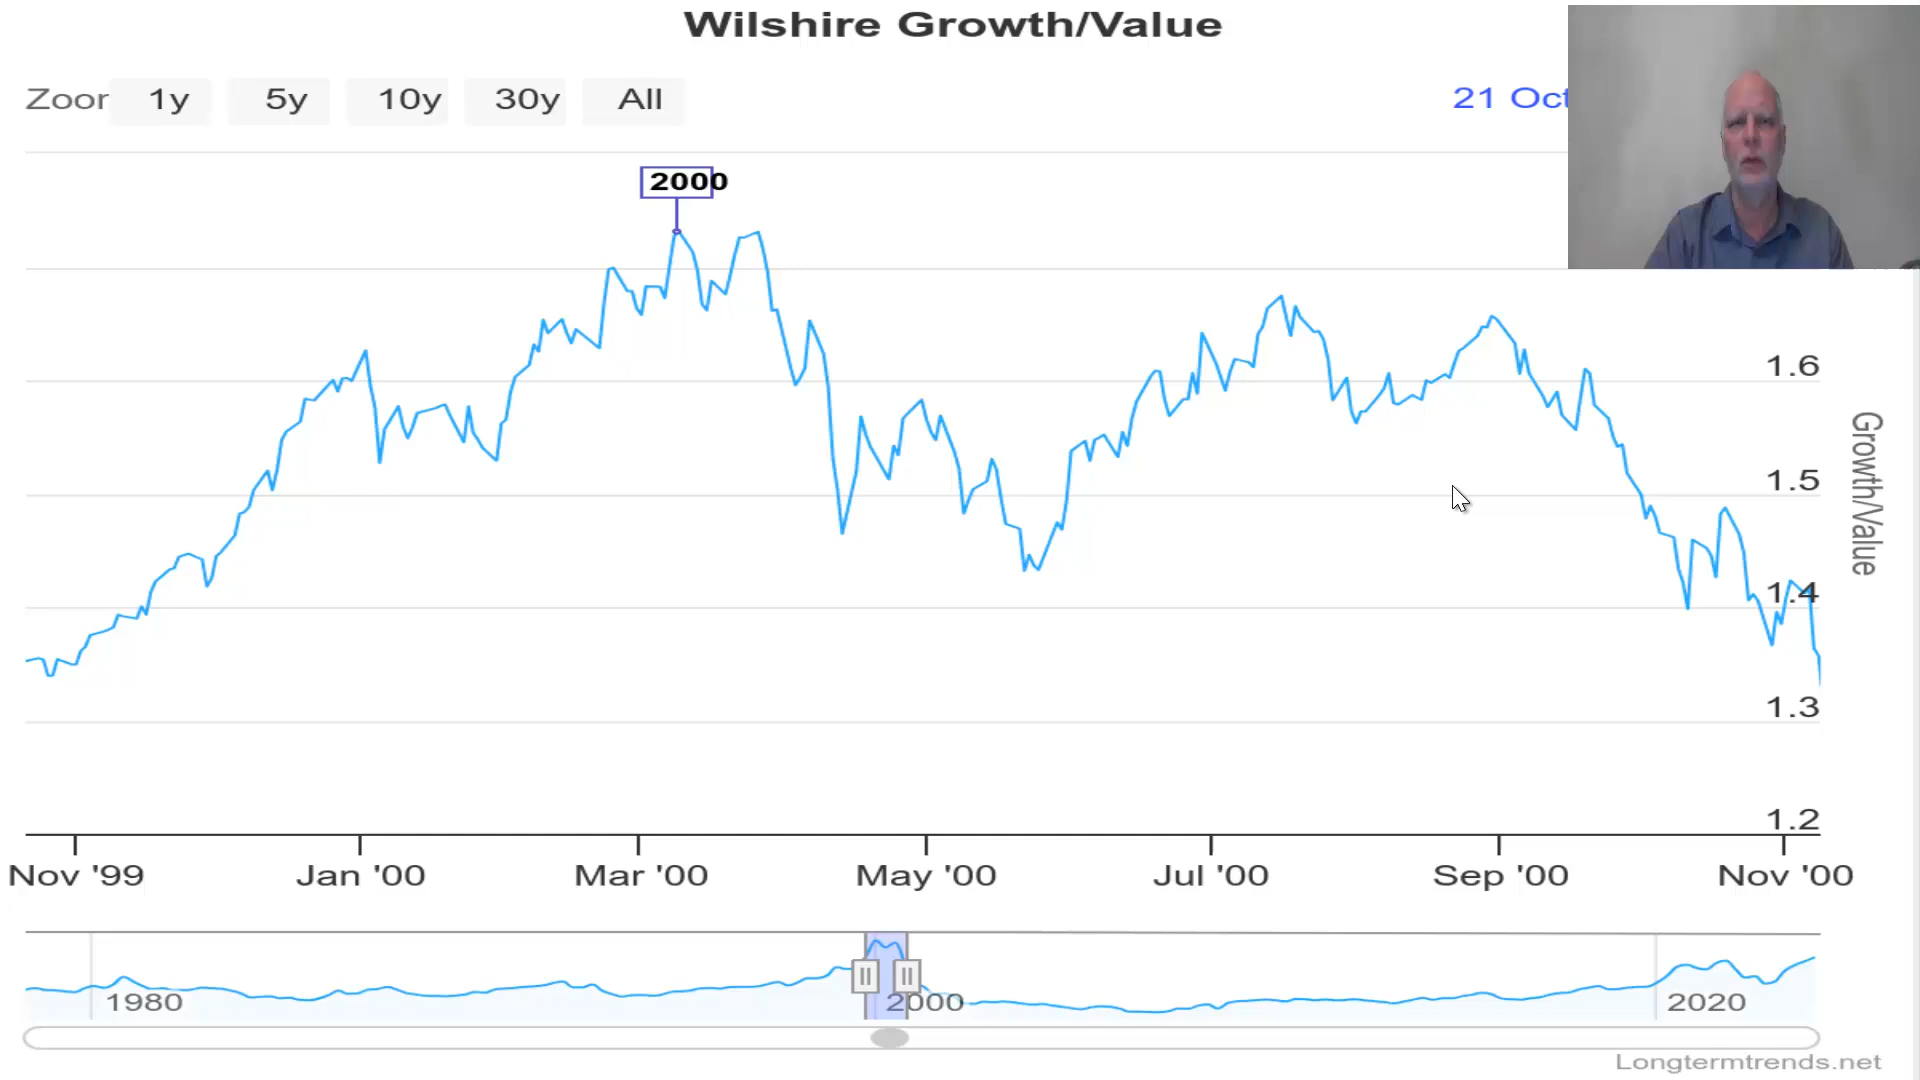 Wilshire Growth/Value
Zoor 1y 5y 10y 30y All 21 Oct
2000
1.6
1.5
1.4
1.3
1.2
Growth/Value
Nov '99 Jan '00 Mar '00 May '00 Jul '00 Sep '00 Nov '00
1980 2000 2020
Longtermtrends.net